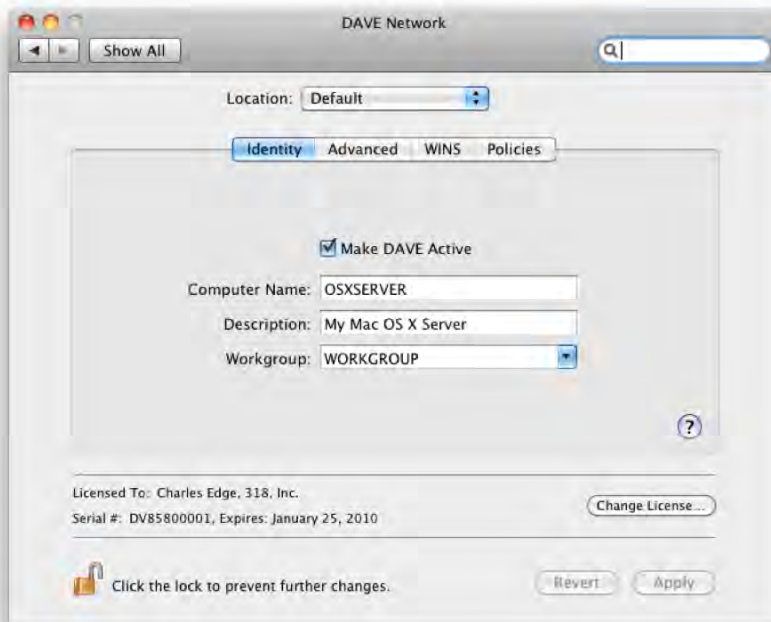 DAVE Network
Show All
Location: Default
Identity Advanced WINS Policies
Make DAVE Active
Computer Name: OSXSERVER
Description: My Mac OS X Server
Workgroup: WORKGROUP
?
Licensed To: Charles Edge, 318, Inc.
Serial #: DV85800001, Expires: January 25, 2010
Change License...
Click the lock to prevent further changes.
Revert Apply